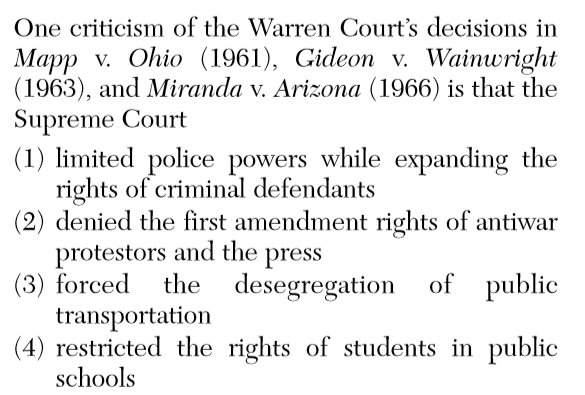 One criticism of the Warren Court’s decisions in
Mapp v. Ohio (1961), Gideon v. Wainwright
(1963), and Miranda v. Arizona (1966) is that the
Supreme Court
(1) limited police powers while expanding the
rights of criminal defendants
(2) denied the first amendment rights of antiwar
protestors and the press
(3) forced the desegregation of public
transportation
(4) restricted the rights of students in public
schools